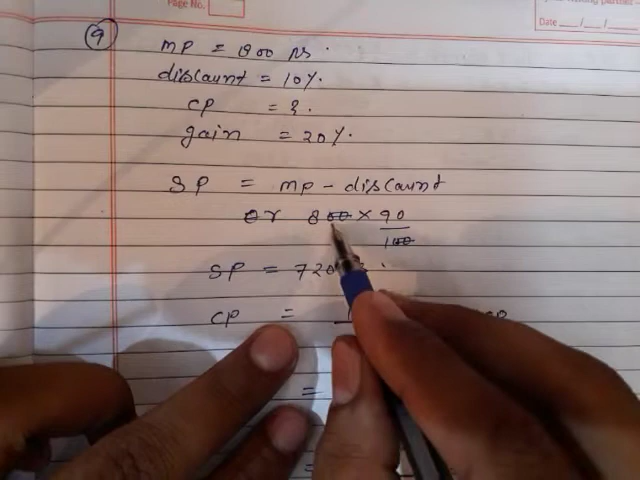 Page No.
Date
9
MP = 800 Rs.
discount = 10%.
CP = ?.
gain = 20%.
SP = MP - discount
or 800 × 90
100
SP = 720
CP =
=
=